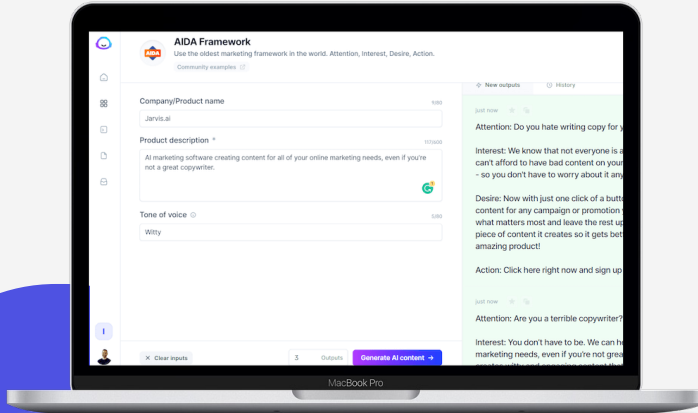 AIDA Framework
AIDA
Use the oldest marketing framework in the world. Attention, Interest, Desire, Action.
Community examples
New outputs
History
Company/Product name
Jarvis.ai
just now
Attention: Do you hate writing copy for y
Product description *
AI marketing software creating content for all of your online marketing needs, even if you're
not a great copywriter.
Interest: We know that not everyone is a
can't afford to have bad content on your
- so you don't have to worry about it any
Desire: Now with just one click of a butto
content for any campaign or promotion
what matters most and leave the rest up
piece of content it creates so it gets bet
amazing product!
Tone of voice
Witty
Action: Click here right now and sign up
just now
Attention: Are you a terrible copywriter?
Interest: You don't have to be. We can he
marketing needs, even if you're not grea
I
Clear inputs
3
Outputs
Generate AI content →
MacBook Pro